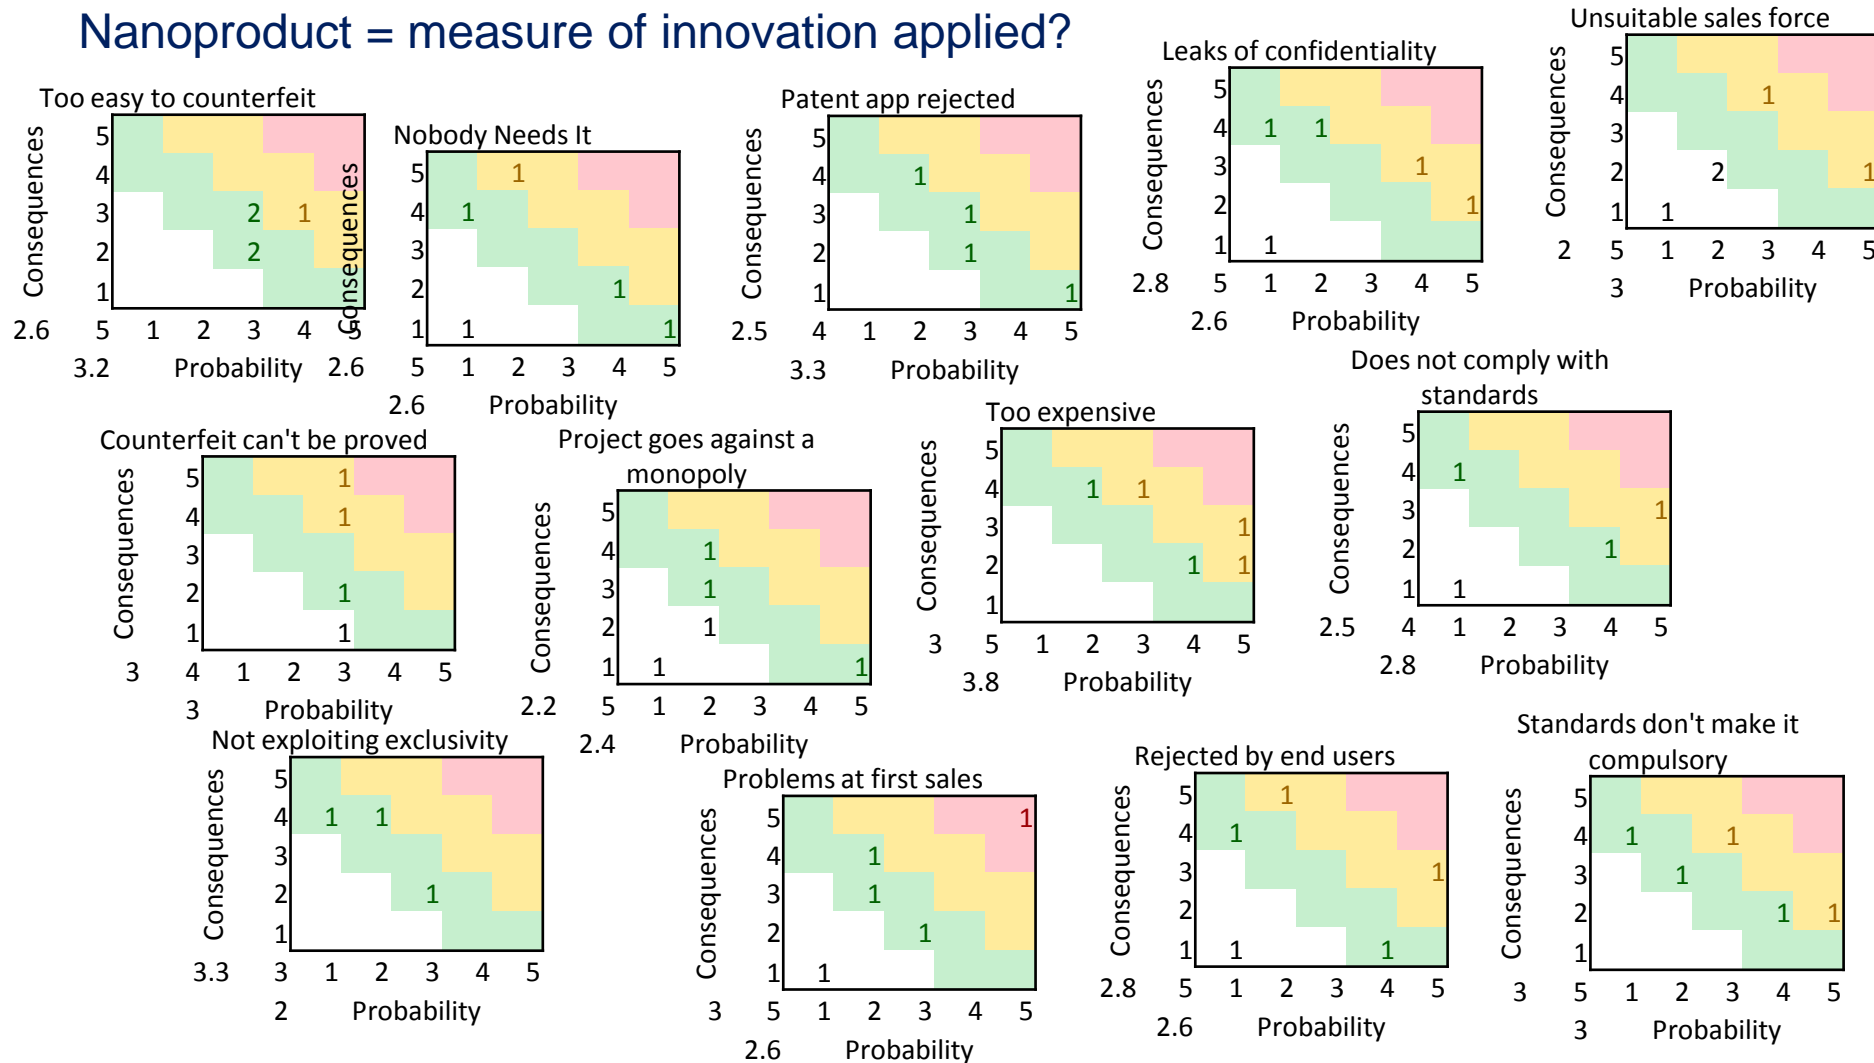 Nanoproduct = measure of innovation applied?
Too easy to counterfeit
Consequences
5
4
3 2 1
2 2
1
2.6 5 1 2 3 4 5
3.2 Probability
Nobody Needs It
Consequences
5 1
4 1
3
2 1
1 1 1
2.6 5 1 2 3 4 5
2.6 Probability
Patent app rejected
Consequences
5
4 1
3 1
2 1
1 1
2.5 4 1 2 3 4 5
3.3 Probability
Leaks of confidentiality
Consequences
5
4 1 1
3 1
2 1
1 1
2.8 5 1 2 3 4 5
2.6 Probability
Unsuitable sales force
Consequences
5
4 1
3
2 2 1
1 1
2 5 1 2 3 4 5
3 Probability
Counterfeit can't be proved
Consequences
5 1
4 1
3
2 1
1 1
3 4 1 2 3 4 5
3 Probability
Project goes against a
monopoly
Consequences
5
4 1
3 1
2 1
1 1 1
2.2 5 1 2 3 4 5
2.4 Probability
Too expensive
Consequences
5
4 1 1
3 1
2 1 1
1
3 5 1 2 3 4 5
3.8 Probability
Does not comply with
standards
Consequences
5
4 1
3 1
2 1
1 1
2.5 4 1 2 3 4 5
2.8 Probability
Not exploiting exclusivity
Consequences
5
4 1 1
3
2 1
1
3.3 3 1 2 3 4 5
2 Probability
Problems at first sales
Consequences
5 1
4 1
3 1
2 1
1 1
3 5 1 2 3 4 5
2.6 Probability
Rejected by end users
Consequences
5 1
4 1
3 1
2
1 1 1
2.8 5 1 2 3 4 5
2.6 Probability
Standards don't make it
compulsory
Consequences
5
4 1 1
3 1
2 1 1
1
3 5 1 2 3 4 5
3 Probability